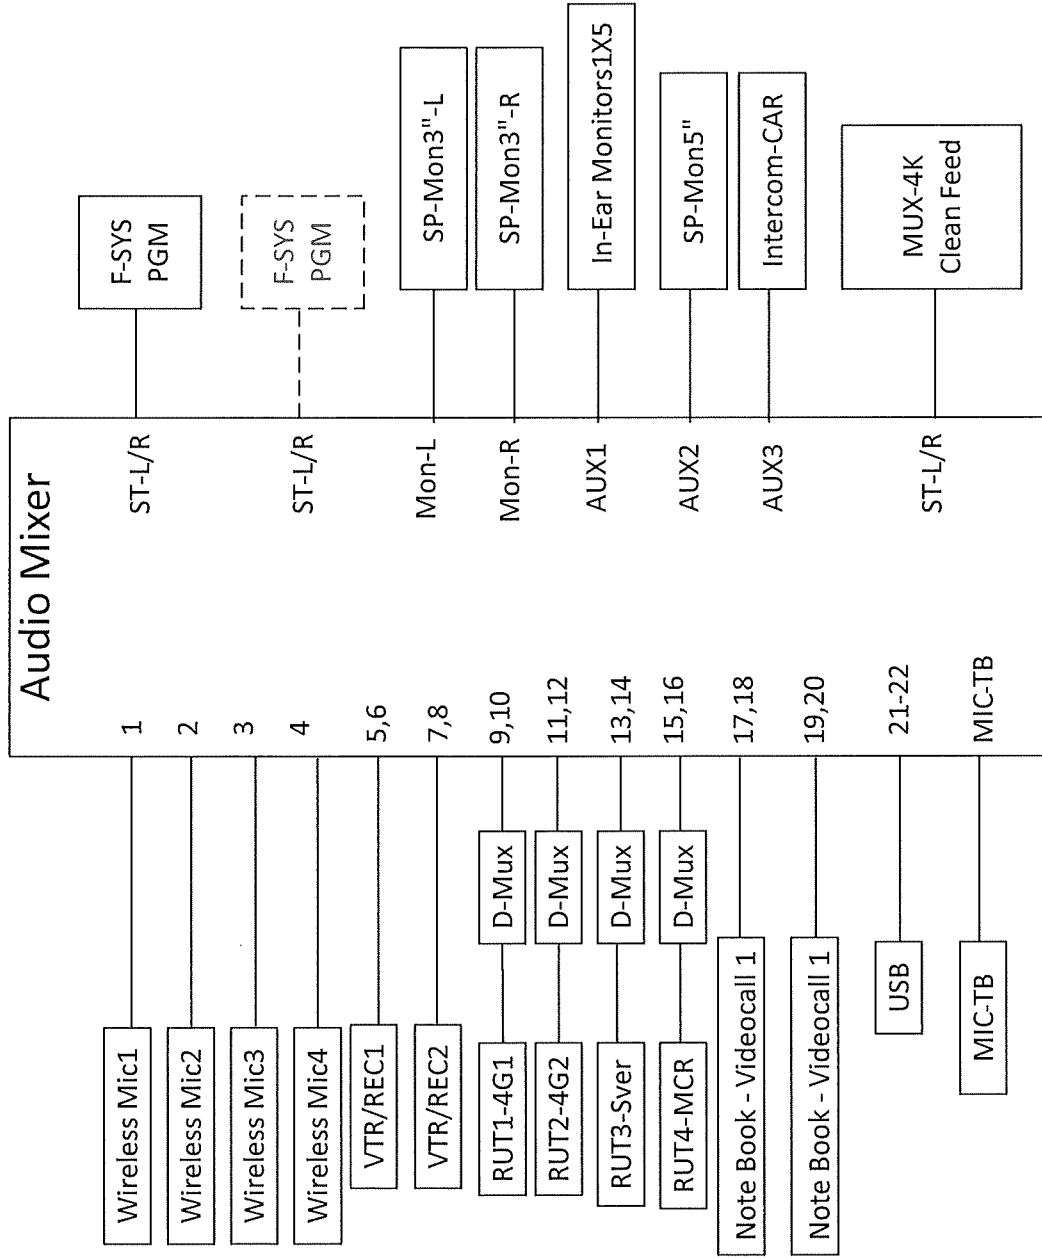 Audio Mixer
Wireless Mic1
1
Wireless Mic2
2
Wireless Mic3
3
Wireless Mic4
4
VTR/REC1
5,6
VTR/REC2
7,8
RUT1-4G1
D-Mux
9,10
RUT2-4G2
D-Mux
11,12
RUT3-Sver
D-Mux
13,14
RUT4-MCR
D-Mux
15,16
Note Book - Videocall 1
17,18
Note Book - Videocall 1
19,20
USB
21-22
MIC-TB
MIC-TB
ST-L/R
F-SYS
PGM
ST-L/R
F-SYS
PGM
Mon-L
SP-Mon3"-L
Mon-R
SP-Mon3"-R
AUX1
In-Ear Monitors1X5
AUX2
SP-Mon5"
AUX3
Intercom-CAR
ST-L/R
MUX-4K
Clean Feed